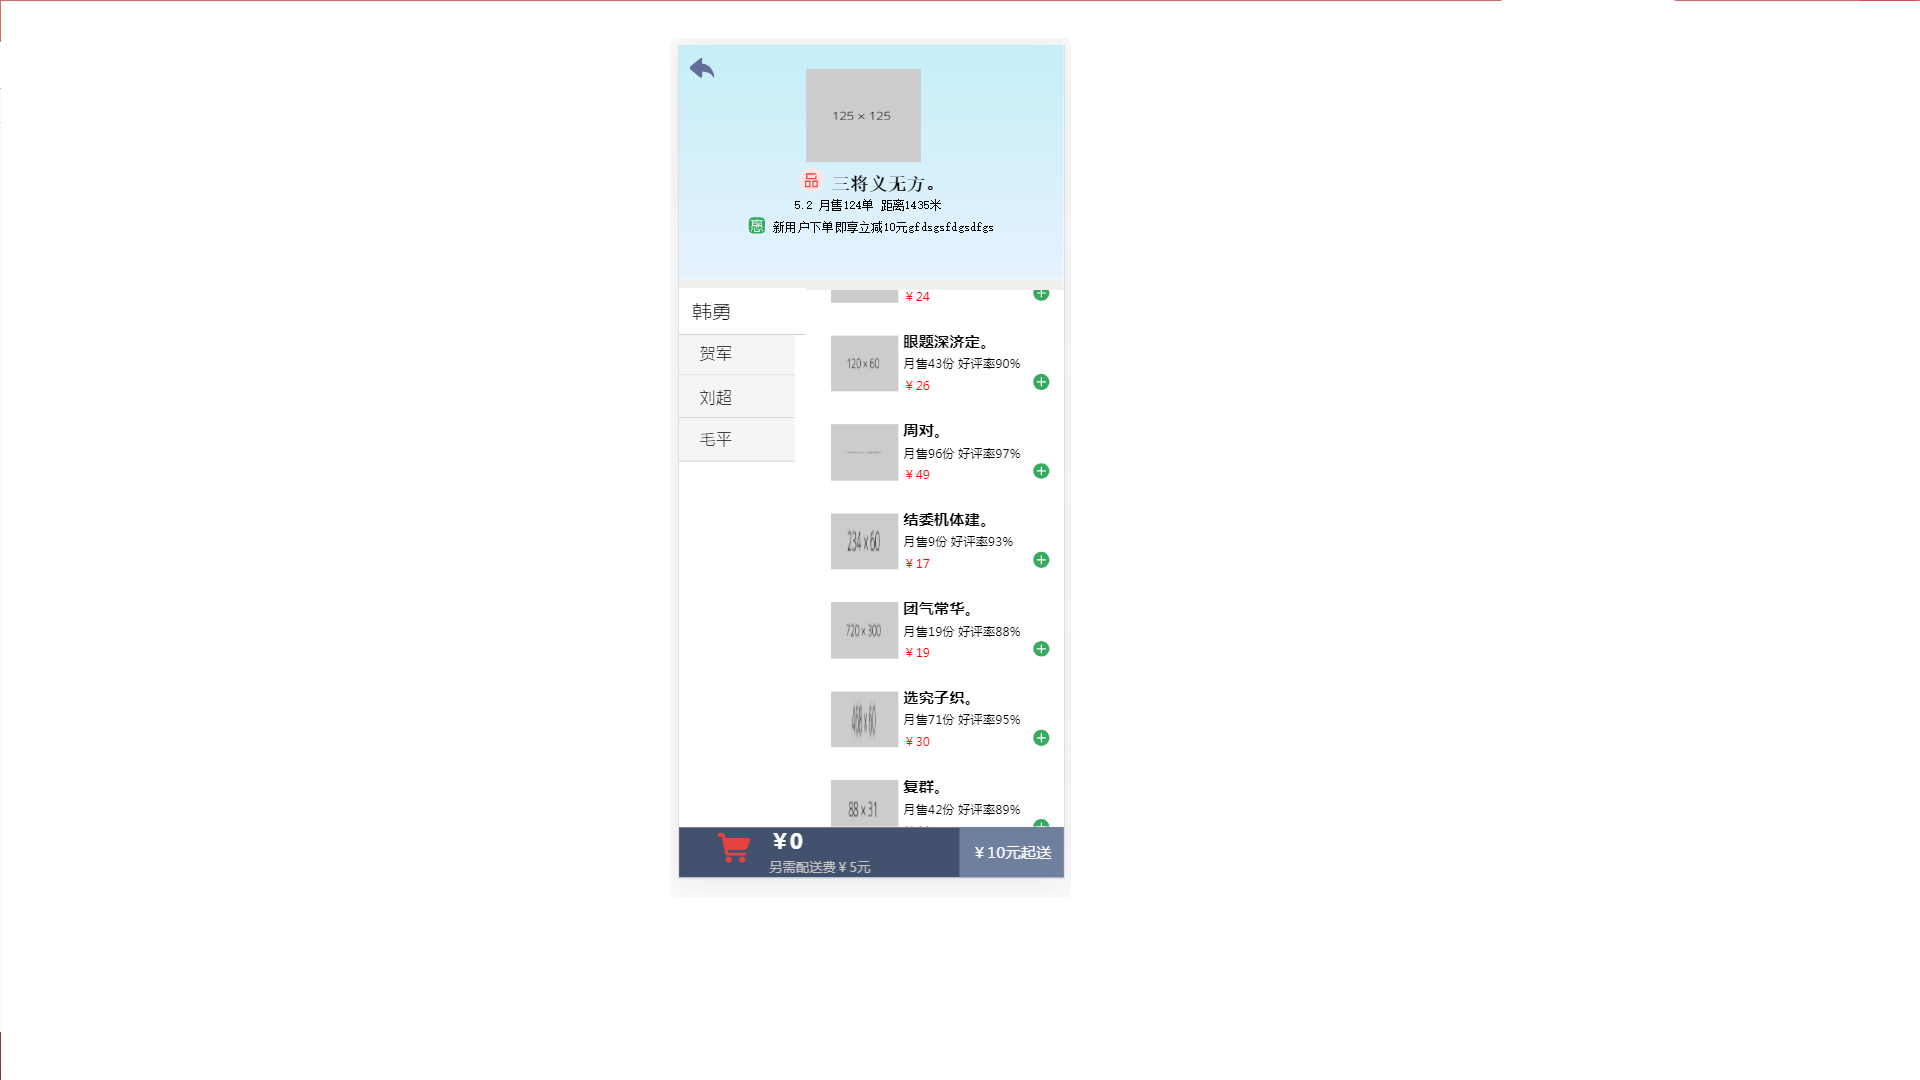 125 × 125
品 三将义无方。
5.2 月售124单 距离1435米
惠 新用户下单即享立减10元gfdsgsfdgsdfgs
韩勇
贺军
刘超
毛平
¥ 24
120 x 60
眼题深济定。
月售43份 好评率90%
¥ 26
周对。
月售96份 好评率97%
¥ 49
234 x 60
结委机体建。
月售9份 好评率93%
¥ 17
720 x 300
团气常华。
月售19份 好评率88%
¥ 19
468 x 60
选究子织。
月售71份 好评率95%
¥ 30
88 x 31
复群。
月售42份 好评率89%
¥0
另需配送费 ¥ 5元
¥ 10元起送